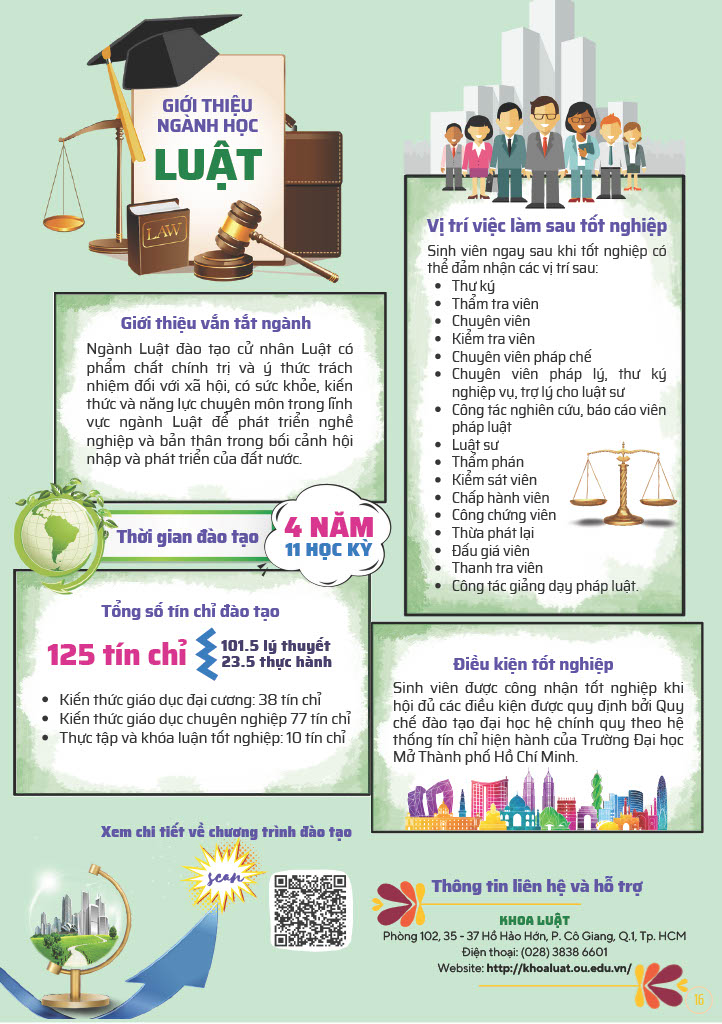 GIỚI THIỆU
NGÀNH HỌC
LUẬT
LAW
Giới thiệu vắn tắt ngành
Ngành Luật đào tạo cử nhân Luật có
phẩm chất chính trị và ý thức trách
nhiệm đối với xã hội, có sức khỏe, kiến
thức và năng lực chuyên môn trong lĩnh
vực ngành Luật để phát triển nghề
nghiệp và bản thân trong bối cảnh hội
nhập và phát triển của đất nước.
Thời gian đào tạo
4 NĂM
11 HỌC KỲ
Tổng số tín chỉ đào tạo
125 tín chỉ
101.5 lý thuyết
23.5 thực hành
• Kiến thức giáo dục đại cương: 38 tín chỉ
• Kiến thức giáo dục chuyên nghiệp 77 tín chỉ
• Thực tập và khóa luận tốt nghiệp: 10 tín chỉ
Vị trí việc làm sau tốt nghiệp
Sinh viên ngay sau khi tốt nghiệp có
thể đảm nhận các vị trí sau:
• Thư ký
• Thẩm tra viên
• Chuyên viên
• Kiểm tra viên
• Chuyên viên pháp chế
• Chuyên viên pháp lý, thư ký
nghiệp vụ, trợ lý cho luật sư
• Công tác nghiên cứu, báo cáo viên
pháp luật
• Luật sư
• Thẩm phán
• Kiểm sát viên
• Chấp hành viên
• Công chứng viên
• Thừa phát lại
• Đấu giá viên
• Thanh tra viên
• Công tác giảng dạy pháp luật.
Điều kiện tốt nghiệp
Sinh viên được công nhận tốt nghiệp khi
hội đủ các điều kiện được quy định bởi Quy
chế đào tạo đại học hệ chính quy theo hệ
thống tín chỉ hiện hành của Trường Đại học
Mở Thành phố Hồ Chí Minh.
Xem chi tiết về chương trình đào tạo
scan
Thông tin liên hệ và hỗ trợ
KHOA LUẬT
Phòng 102, 35 - 37 Hồ Hảo Hớn, P. Cô Giang, Q.1, Tp. HCM
Điện thoại: (028) 3838 6601
Website: http://khoaluat.ou.edu.vn/
16